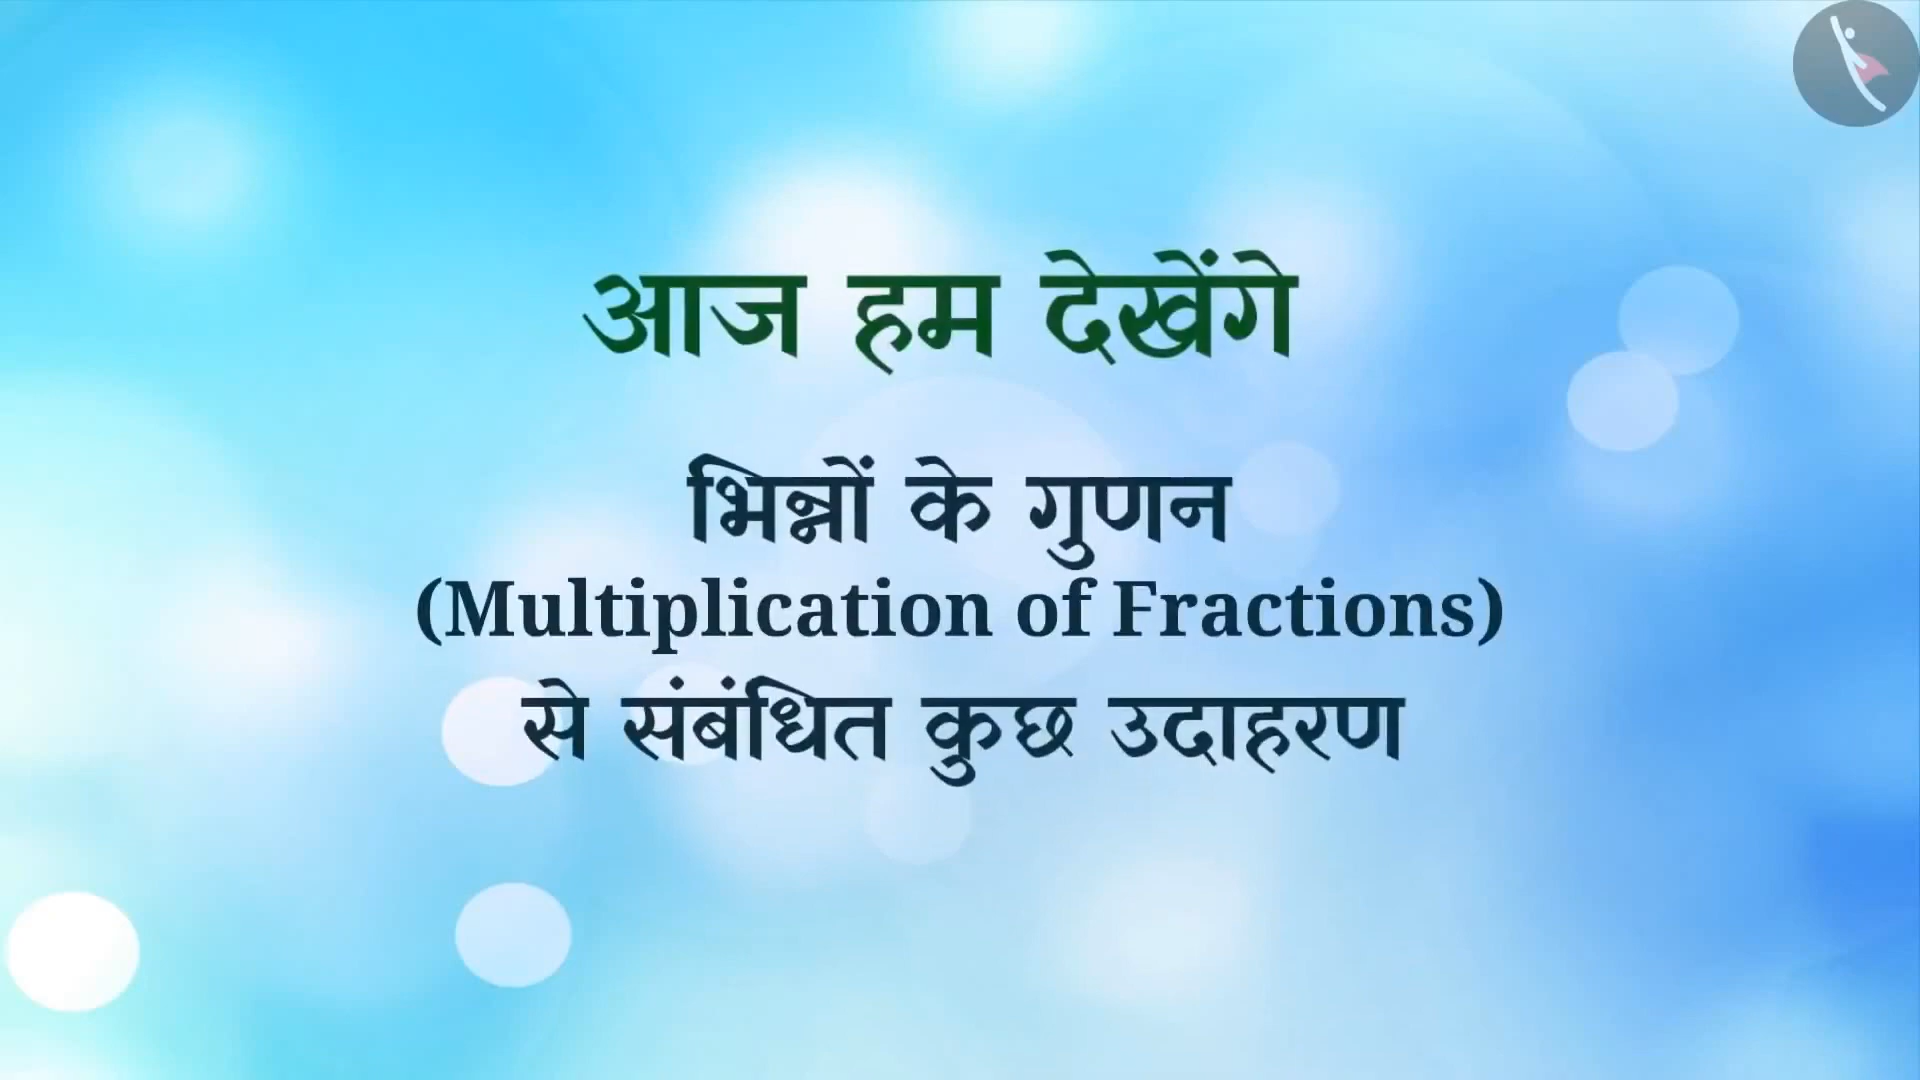 आज हम देखेंगे
भिन्नों के गुणन
(Multiplication of Fractions)
से संबंधित कुछ उदाहरण